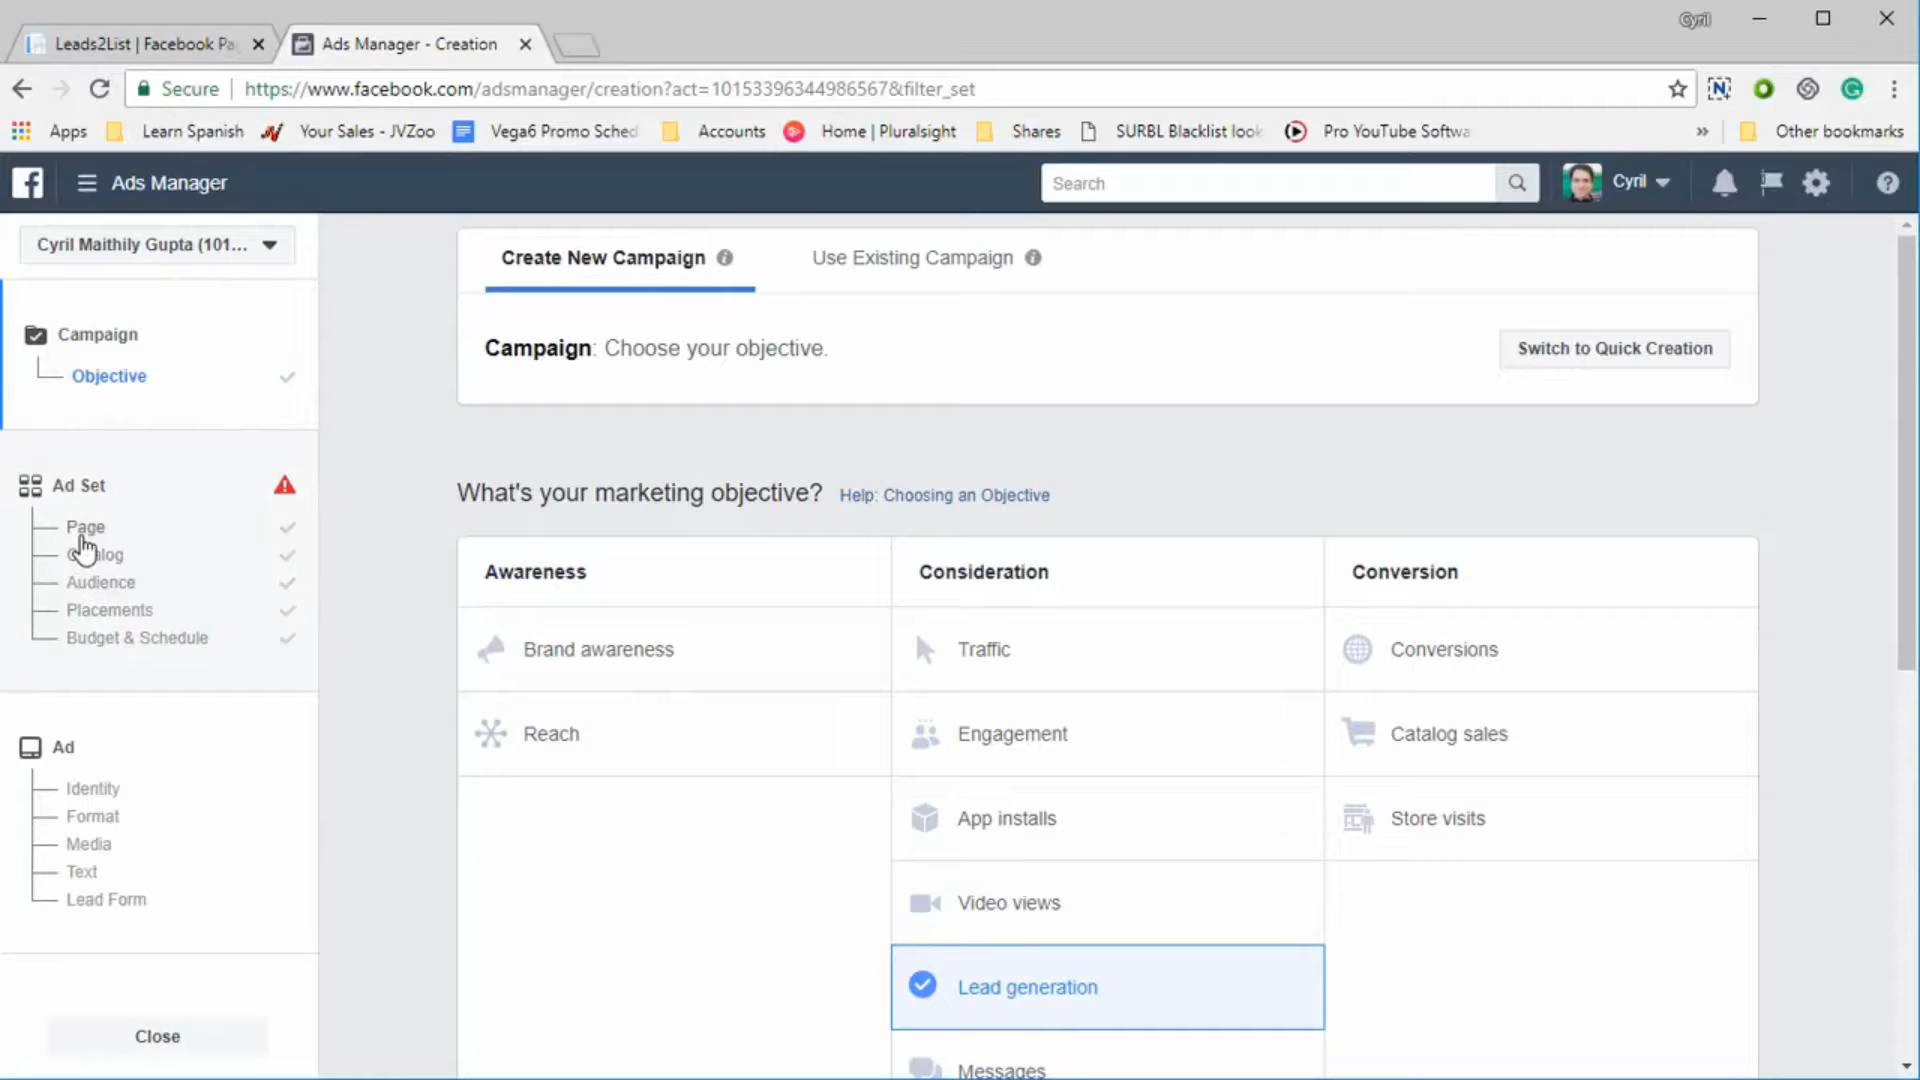 Cyril
Leads2List | Facebook Pa
Ads Manager - Creation
Secure
https://www.facebook.com/adsmanager/creation?act=10153396344986567&filter_set
Apps
Learn Spanish
Your Sales - JVZoo
Vega6 Promo Sched
Accounts
Home | Pluralsight
Shares
SURBL Blacklist look
Pro YouTube Softwa
»
Other bookmarks
Ads Manager
Search
Cyril
Cyril Maithily Gupta (101...
Create New Campaign
Use Existing Campaign
Campaign
Objective
Campaign: Choose your objective.
Switch to Quick Creation
Ad Set
Page
Audience
Placements
Budget & Schedule
What's your marketing objective? Help: Choosing an Objective
Awareness
Consideration
Conversion
Brand awareness
Traffic
Conversions
Reach
Engagement
Catalog sales
App installs
Store visits
Video views
Lead generation
Messages
Ad
Identity
Format
Media
Text
Lead Form
Close